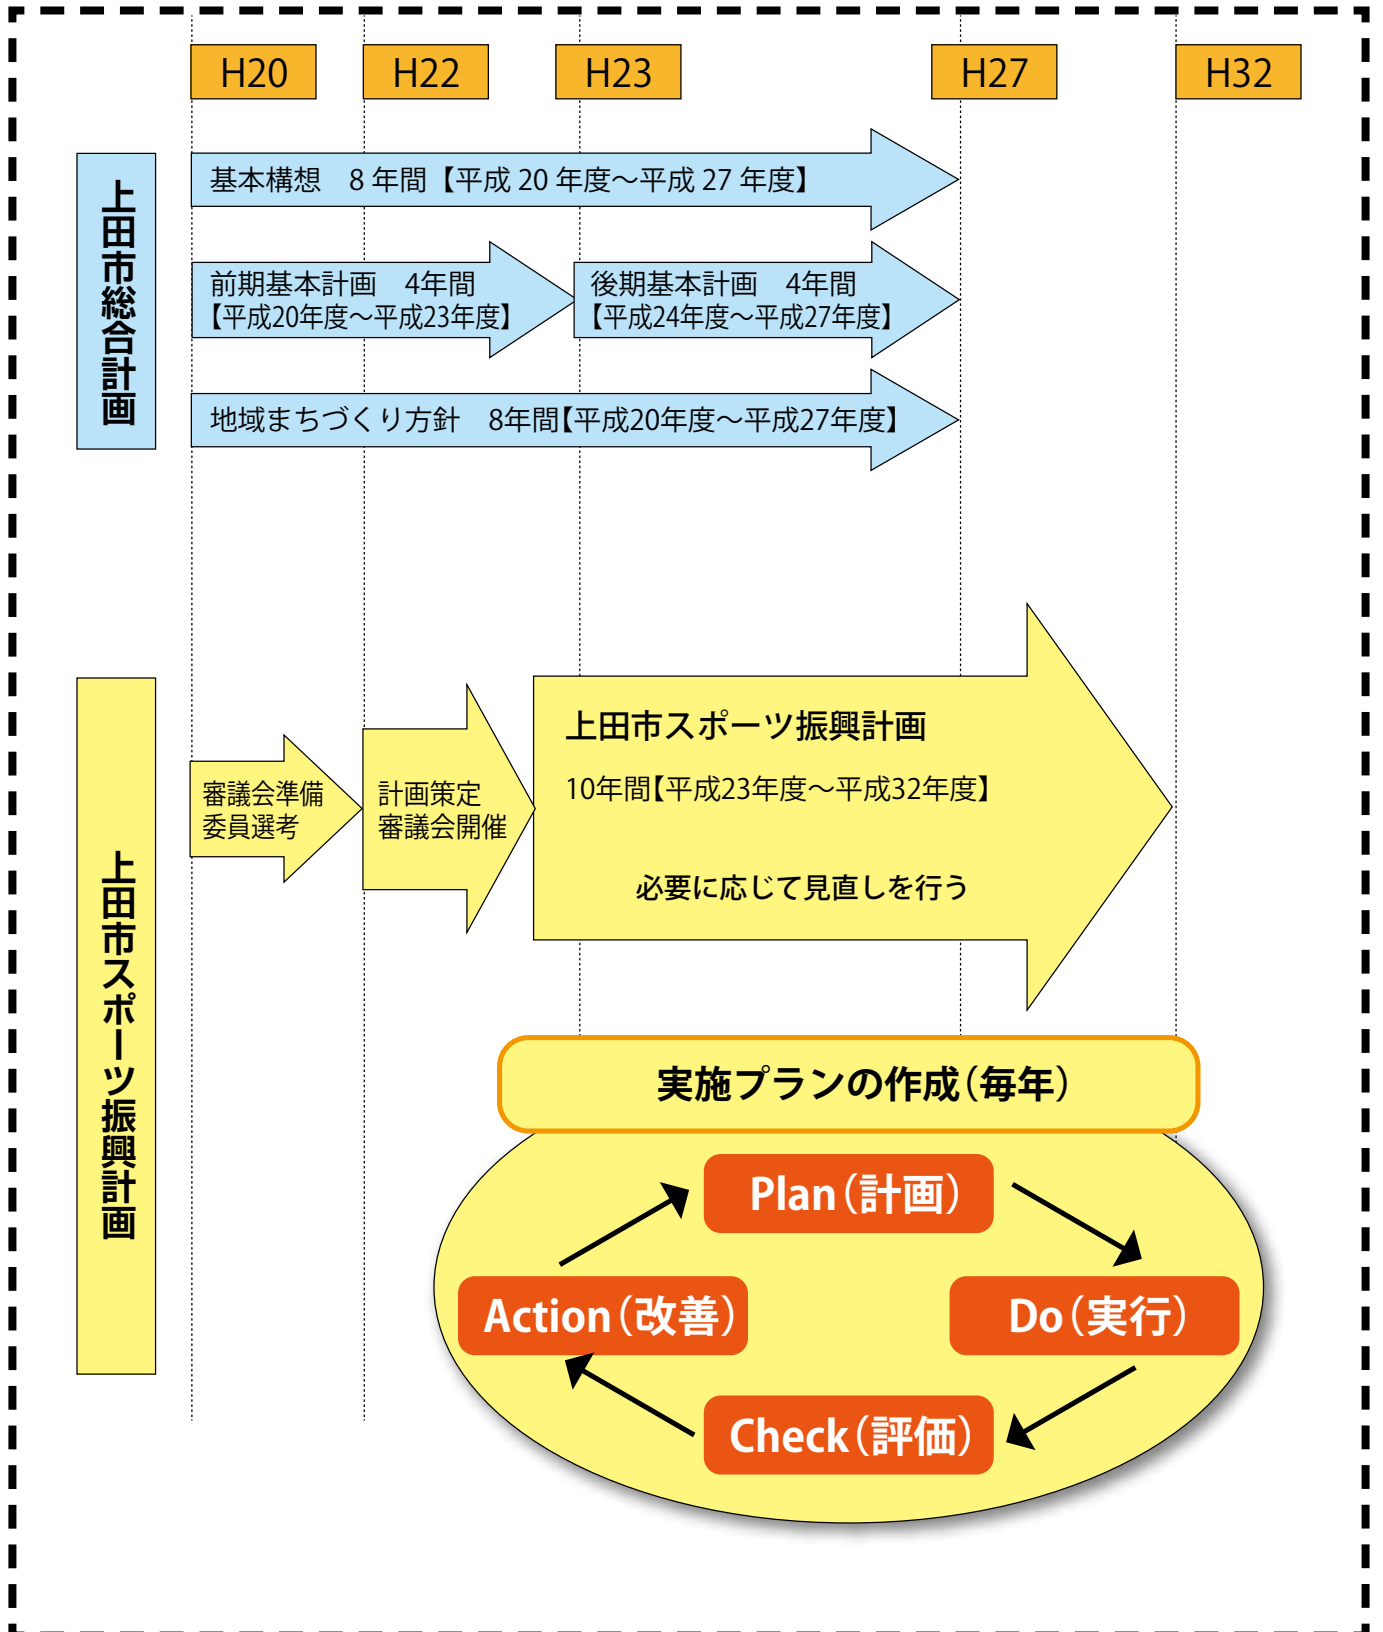 H20
H22
H23
H27
H32
上田市総合計画
基本構想　8 年間【平成 20 年度～平成 27 年度】
前期基本計画　4年間
【平成20年度～平成23年度】
後期基本計画　4年間
【平成24年度～平成27年度】
地域まちづくり方針　8年間【平成20年度～平成27年度】
上田市スポーツ振興計画
審議会準備
委員選考
計画策定
審議会開催
上田市スポーツ振興計画
10年間【平成23年度～平成32年度】
必要に応じて見直しを行う
実施プランの作成（毎年）
Plan（計画）
Action（改善）
Do（実行）
Check（評価）